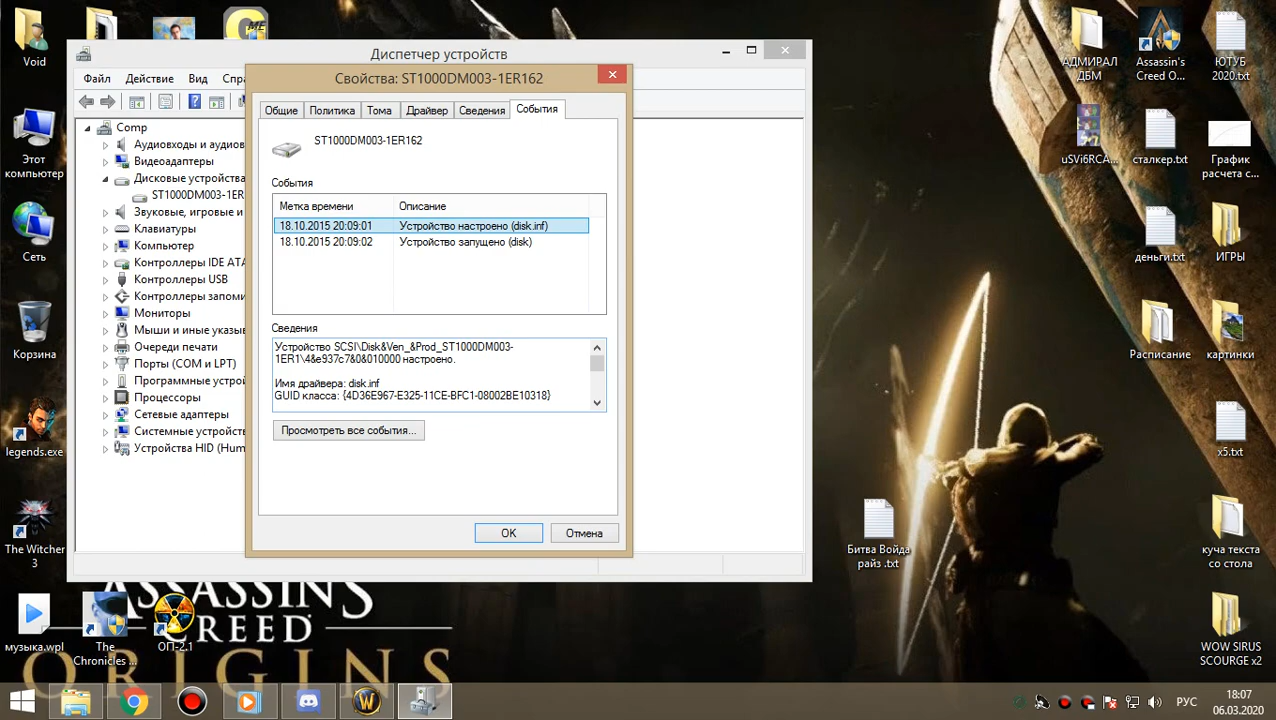 Void
Этот
компьютер
Сеть
Корзина
legends.exe
The Witcher
3
музыка.wpl
The
Chronicles ...
ОП-2.1
Диспетчер устройств
Файл
Действие
Вид
Спра
Comp
Аудиовходы и аудиов
Видеоадаптеры
Дисковые устройства
ST1000DM003-1ER
Звуковые, игровые и
Клавиатуры
Компьютер
Контроллеры IDE ATA
Контроллеры USB
Контроллеры запоми
Мониторы
Мыши и иные указы
Очереди печати
Порты (COM и LPT)
Программные устрой
Процессоры
Сетевые адаптеры
Системные устройств
Устройства HID (Hum
Свойства: ST1000DM003-1ER162
Общие
Политика
Тома
Драйвер
Сведения
События
ST1000DM003-1ER162
События
Метка времени
Описание
18.10.2015 20:09:01
Устройство настроено (disk.inf)
18.10.2015 20:09:02
Устройство запущено (disk)
Сведения
Устройство SCSI\Disk&Ven_&Prod_ST1000DM003-
1ER1\4&e937c7&0&010000 настроено.
Имя драйвера: disk.inf
GUID класса: {4D36E967-E325-11CE-BFC1-08002BE10318}
Просмотреть все события...
OK
Отмена
АДМИРАЛ
ДБМ
Assassin's
Creed O...
ЮТУБ
2020.txt
uSVi6RCA...
сталкер.txt
График
расчета с...
деньги.txt
ИГРЫ
Расписание
картинки
x5.txt
Битва Войда
райз .txt
куча текста
со стола
WOW SIRUS
SCOURGE x2
ASSASSINS
CREED
ORIGINS
РУС
18:07
06.03.2020